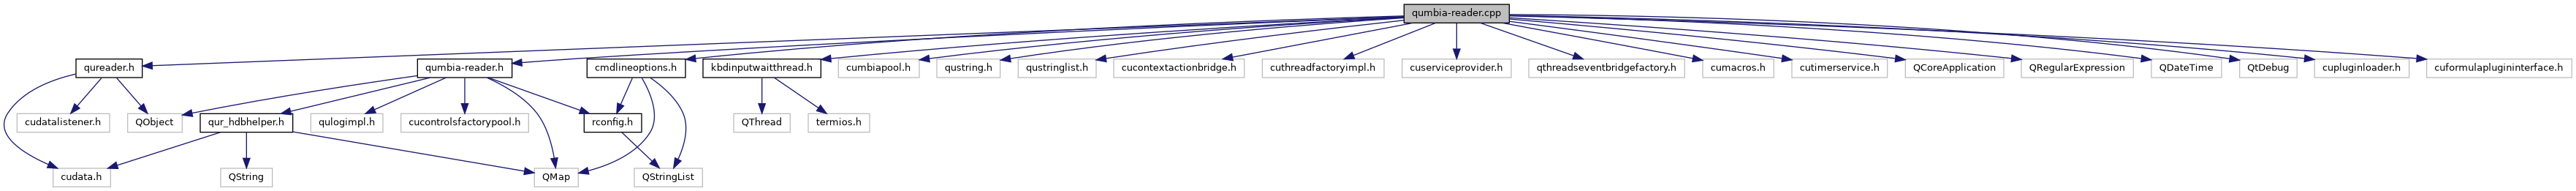 qumbia-reader.cpp
qureader.h
qumbia-reader.h
cmdlineoptions.h
kbdinputwaitthread.h
cumbiapool.h
qustring.h
qustringlist.h
cucontextactionbridge.h
cuthreadfactoryimpl.h
cuserviceprovider.h
qthreadseventbridgefactory.h
cumacros.h
cutimerservice.h
QCoreApplication
QRegularExpression
QDateTime
QtDebug
cupluginloader.h
cuformulaplugininterface.h
cudatalistener.h
QObject
qur_hdbhelper.h
qulogimpl.h
cucontrolsfactorypool.h
rconfig.h
QThread
termios.h
cudata.h
QString
QMap
QStringList